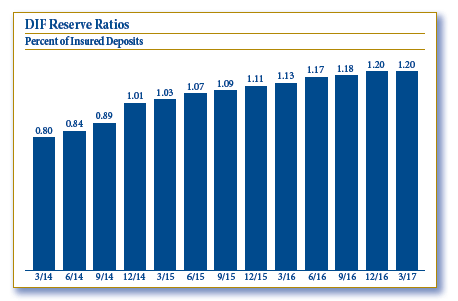 DIF Reserve Ratios
Percent of Insured Deposits
0.80 0.84 0.89 1.01 1.03 1.07 1.09 1.11 1.13 1.17 1.18 1.20 1.20
3/14 6/14 9/14 12/14 3/15 6/15 9/15 12/15 3/16 6/16 9/16 12/16 3/17